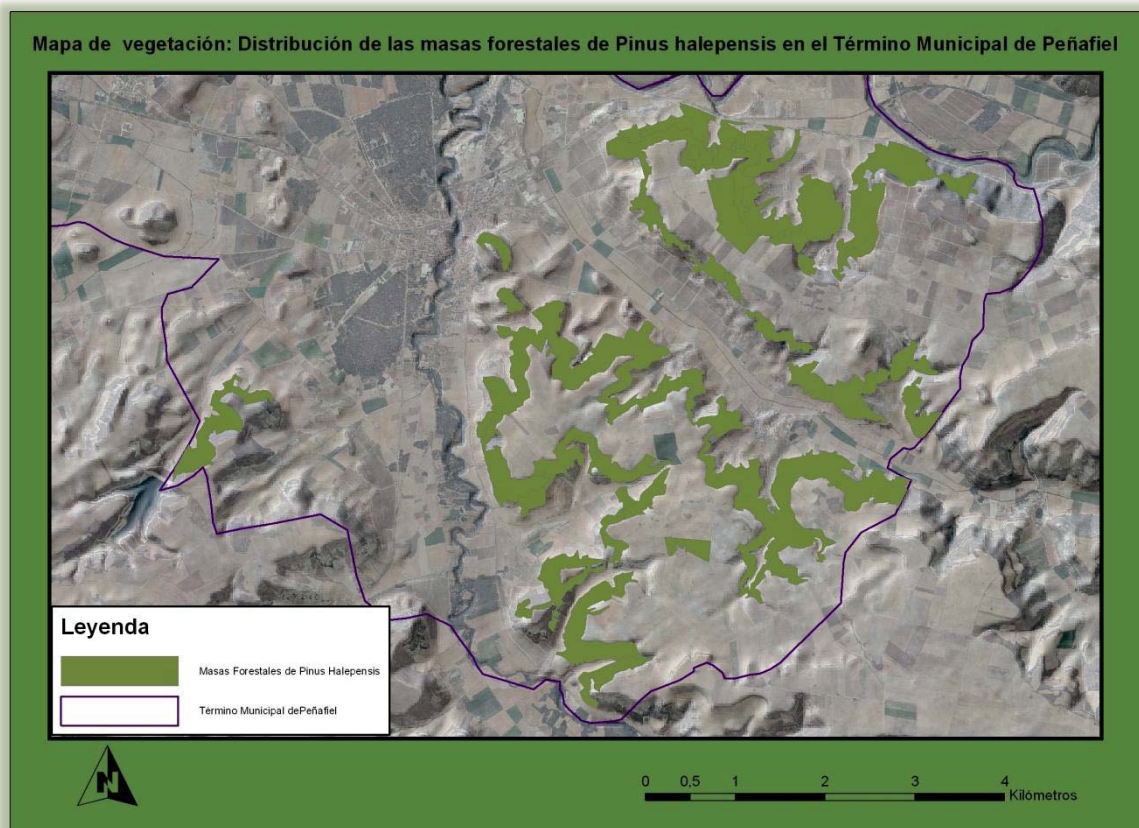 Mapa de  vegetación: Distribución de las masas forestales de Pinus halepensis en el Término Municipal de Peñafiel
Leyenda
Masas Forestales de Pinus Halepensis
Término Municipal dePeñafiel
N
0 0,5 1 2 3 4
Kilómetros